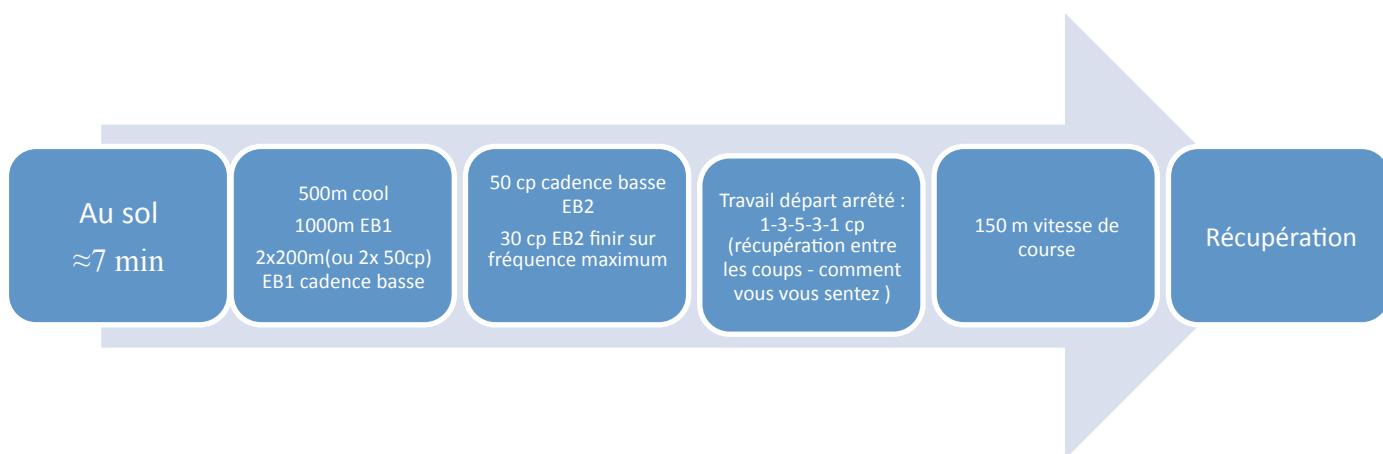 Au sol
≈7 min
500m cool
1000m EB1
2x200m(ou 2x 50cp)
EB1 cadence basse
50 cp cadence basse
EB2
30 cp EB2 finir sur
fréquence maximum
Travail départ arrêté :
1-3-5-3-1 cp
(récupération entre
les coups - comment
vous vous sentez )
150 m vitesse de
course
Récupération